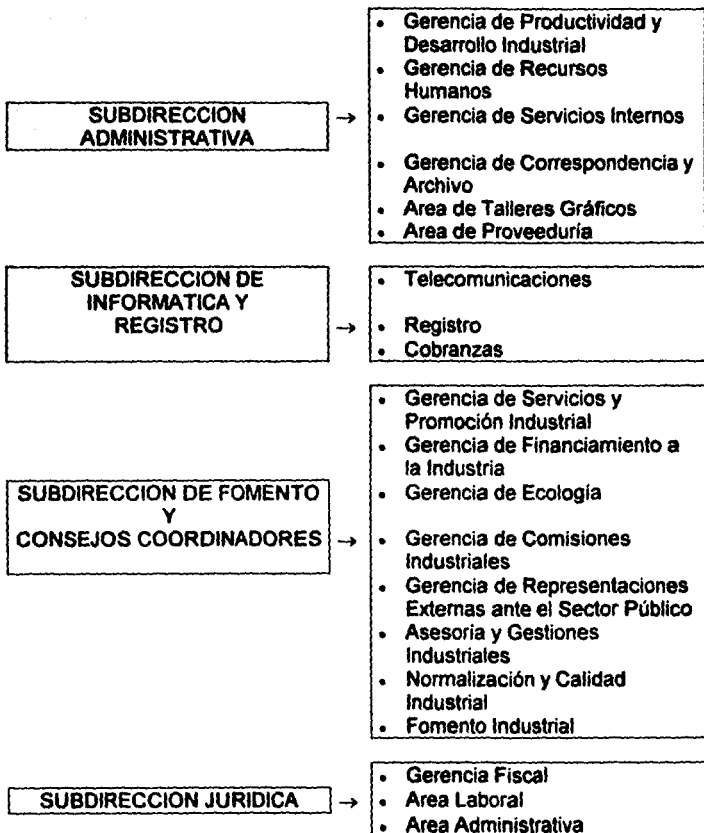 SUBDIRECCION
ADMINISTRATIVA
→
• Gerencia de Productividad y
Desarrollo Industrial
• Gerencia de Recursos
Humanos
• Gerencia de Servicios Internos
• Gerencia de Correspondencia y
Archivo
• Area de Talleres Gráficos
• Area de Proveeduría
SUBDIRECCION DE
INFORMATICA Y
REGISTRO
→
• Telecomunicaciones
• Registro
• Cobranzas
SUBDIRECCION DE FOMENTO
Y
CONSEJOS COORDINADORES
→
• Gerencia de Servicios y
Promoción Industrial
• Gerencia de Financiamiento a
la Industria
• Gerencia de Ecología
• Gerencia de Comisiones
Industriales
• Gerencia de Representaciones
Externas ante el Sector Público
• Asesoría y Gestiones
Industriales
• Normalización y Calidad
Industrial
• Fomento Industrial
SUBDIRECCION JURIDICA
→
• Gerencia Fiscal
• Area Laboral
• Area Administrativa